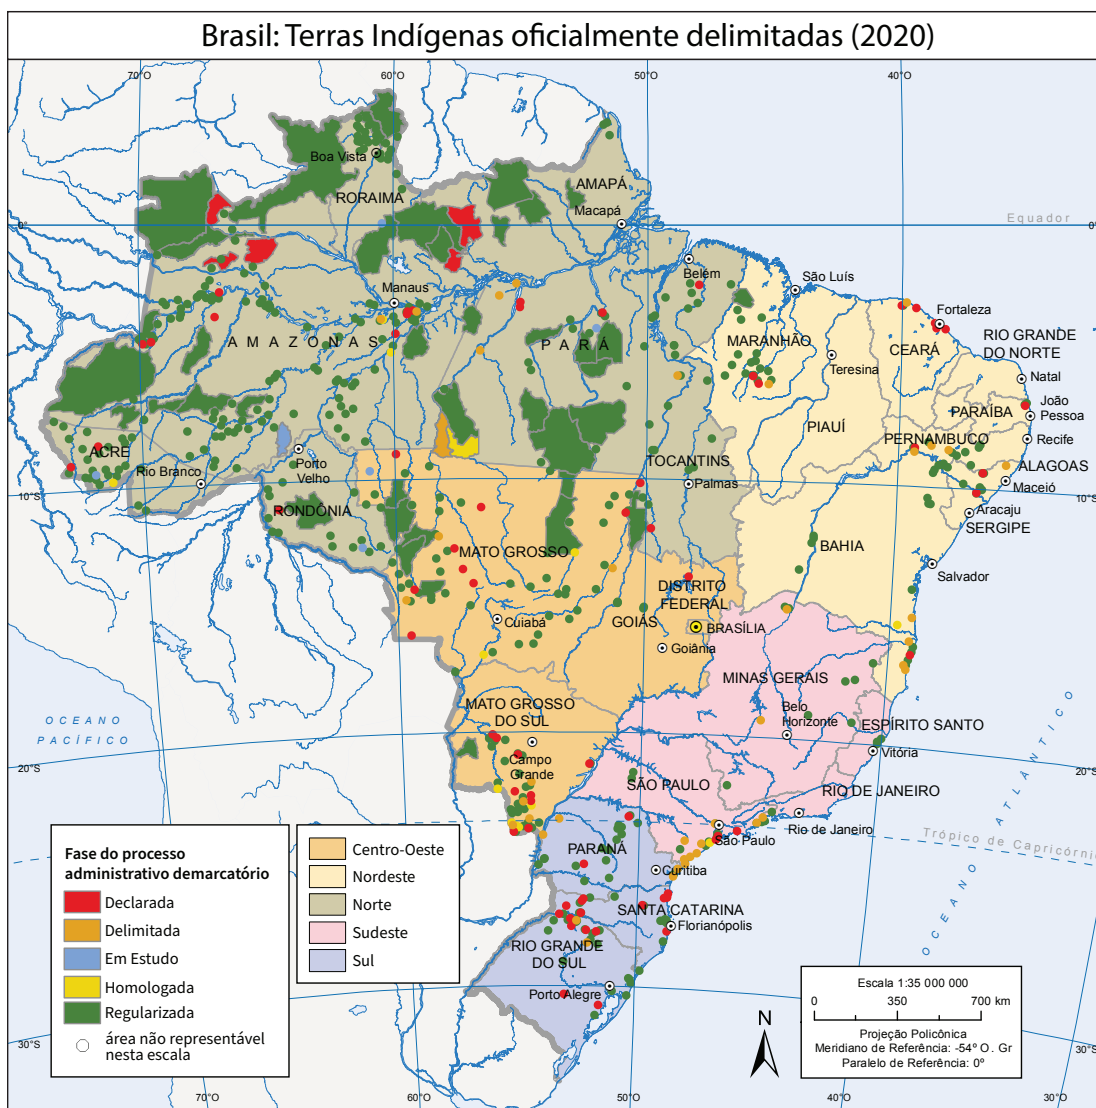 Brasil: Terras Indígenas oficialmente delimitadas (2020)
70°O
60°O
50°O
40°O
Boa Vista
RORAIMA
AMAPÁ
Macapá
Equador
0°
0°
Belém
São Luís
Manaus
Fortaleza
AMAZONAS
PARÁ
MARANHÃO
CEARÁ
RIO GRANDE
DO NORTE
Teresina
Natal
João
Pessoa
PARAÍBA
PIAUÍ
PERNAMBUCO
Recife
ACRE
Rio Branco
Porto
Velho
TOCANTINS
Palmas
ALAGOAS
Maceió
10°S
10°S
Aracaju
SERGIPE
RONDÔNIA
MATO GROSSO
BAHIA
Salvador
DISTRITO
FEDERAL
Cuiabá
GOIÁS
BRASÍLIA
Goiânia
MINAS GERAIS
OCEANO
PACÍFICO
MATO GROSSO
DO SUL
Belo
Horizonte
ESPÍRITO SANTO
Vitória
Campo
Grande
20°S
20°S
SÃO PAULO
RIO DE JANEIRO
Rio de Janeiro
OCEANO ATLÂNTICO
Trópico de Capricórnio
São Paulo
PARANÁ
Curitiba
SANTA CATARINA
Florianópolis
RIO GRANDE
DO SUL
Porto Alegre
Fase do processo
administrativo demarcatório
Declarada
Delimitada
Em Estudo
Homologada
Regularizada
área não representável
nesta escala
Centro-Oeste
Nordeste
Norte
Sudeste
Sul
N
Escala 1:35 000 000
0 350 700 km
Projeção Policônica
Meridiano de Referência: -54° O. Gr
Paralelo de Referência: 0°
30°S
30°S
70°O
60°O
50°O
40°O
30°O